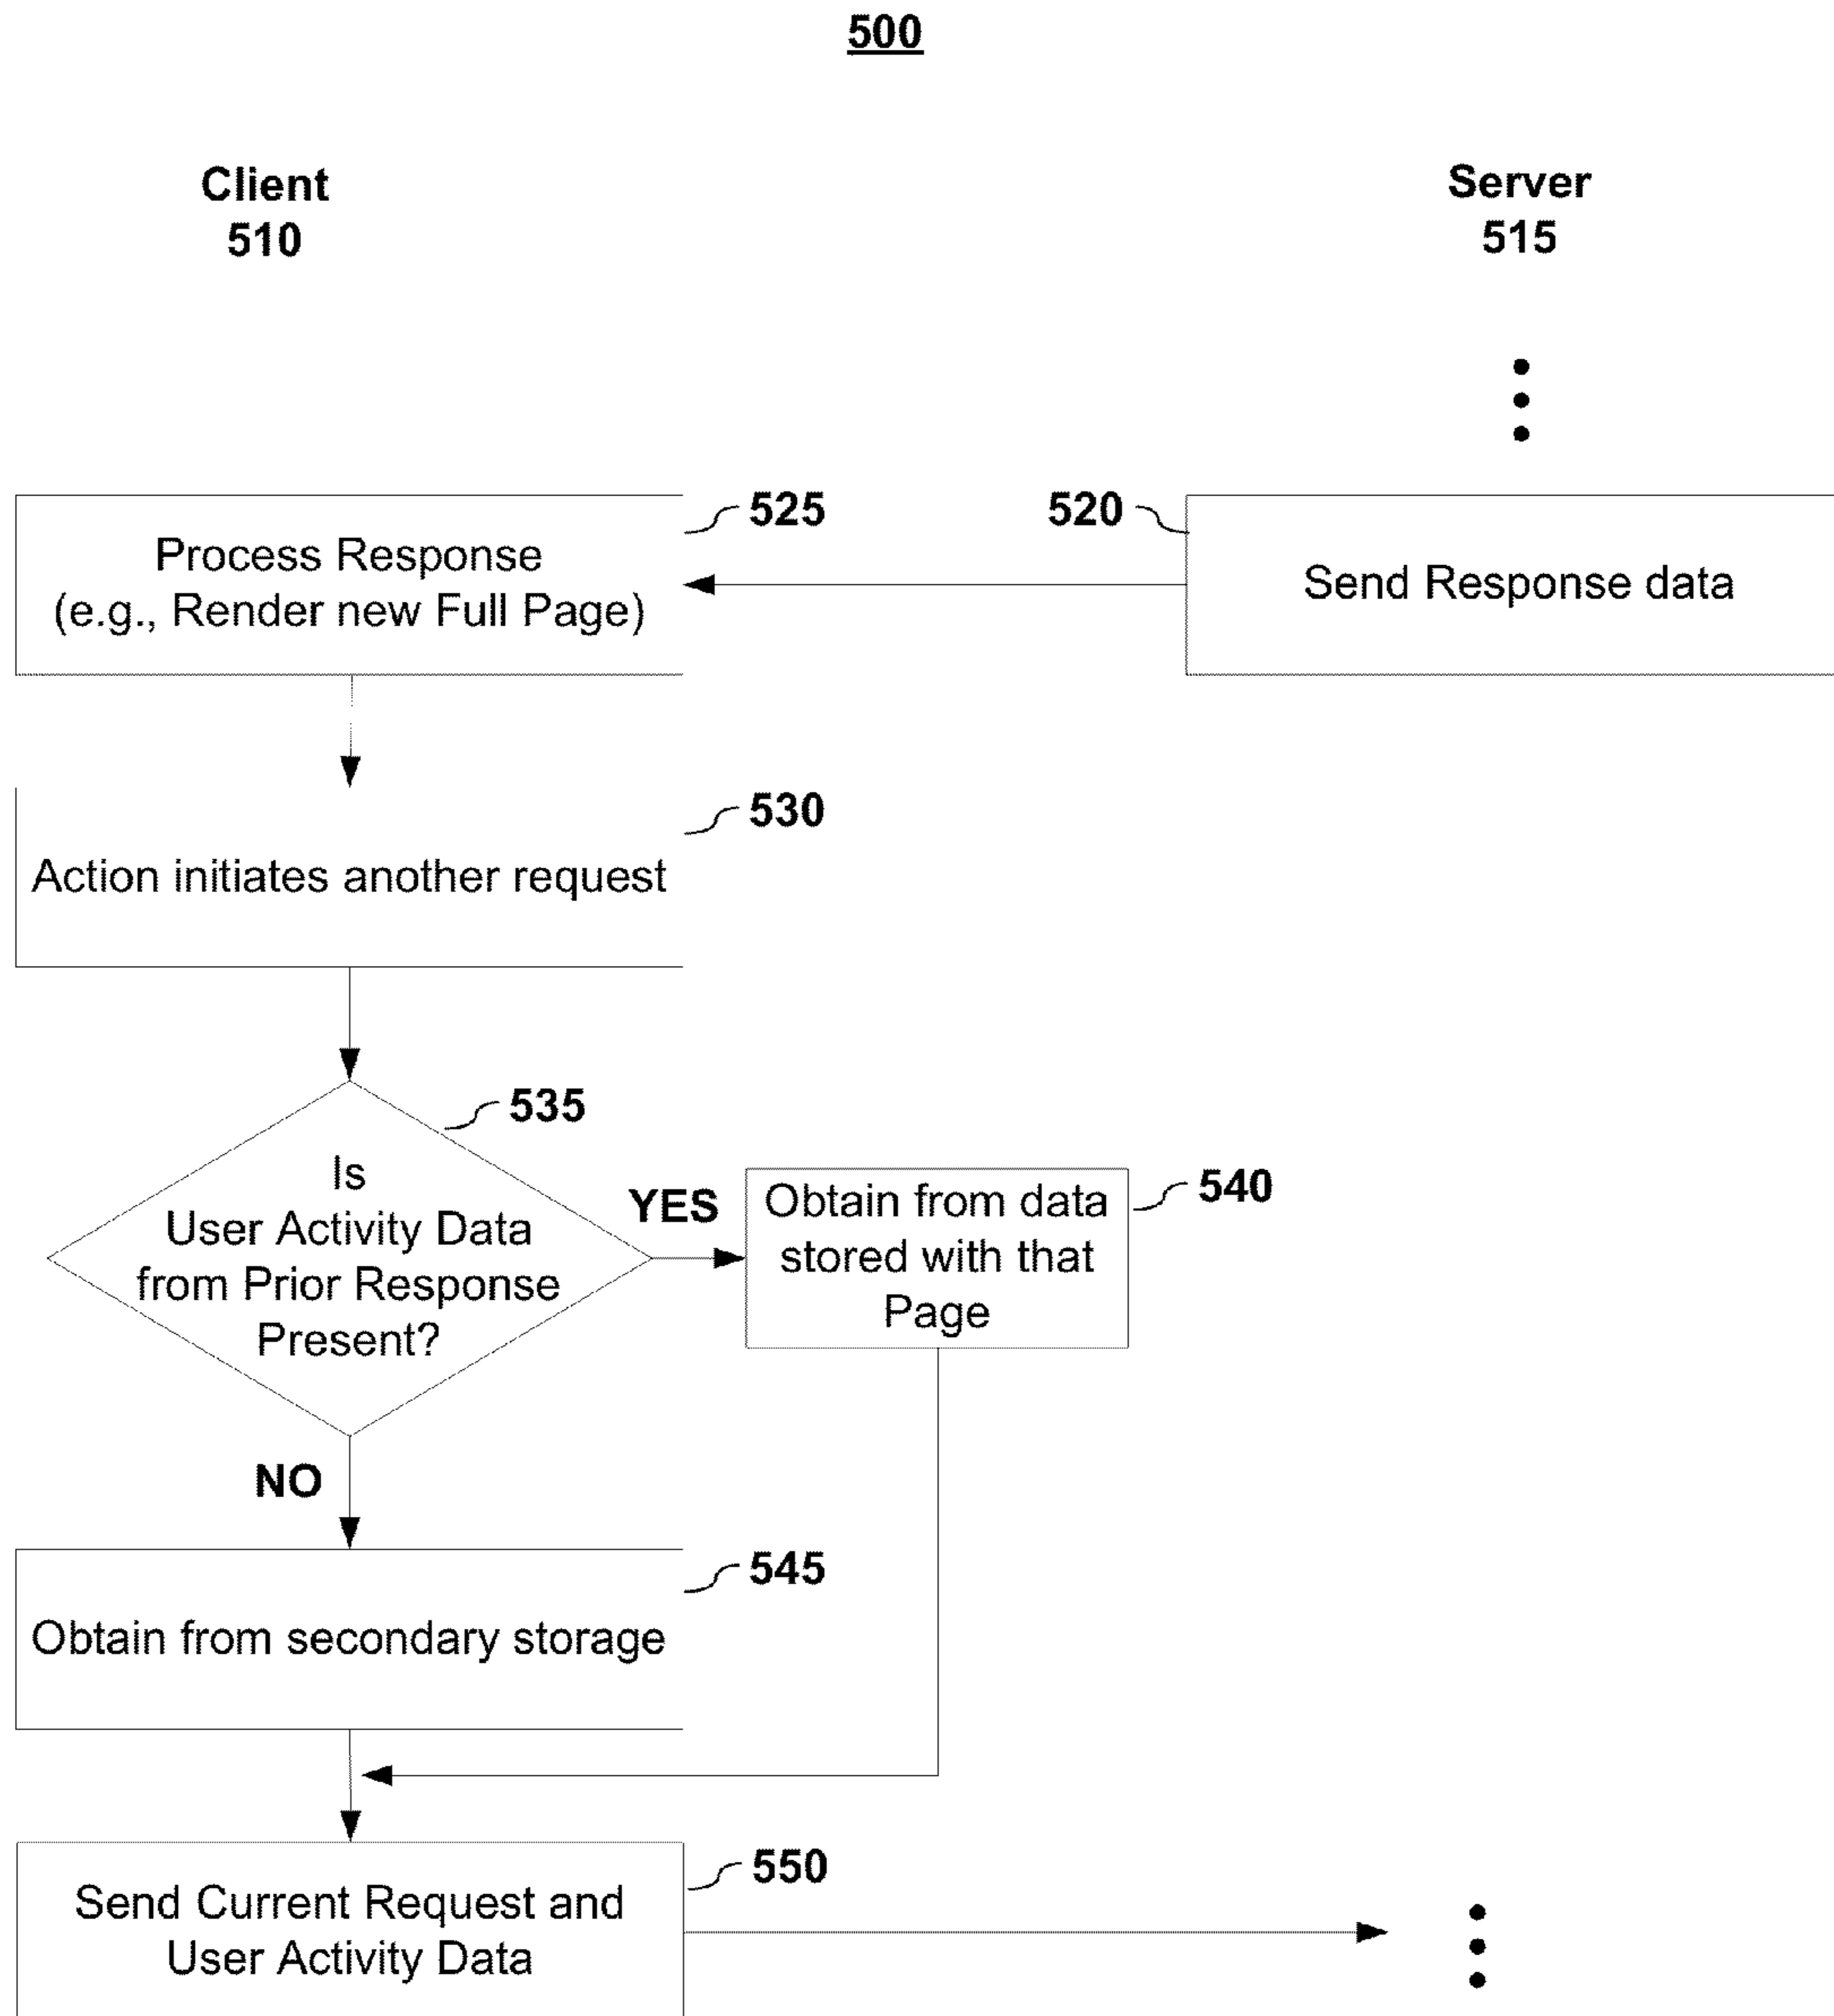 500
Client
510
Server
515
525
520
Process Response
(e.g., Render new Full Page)
Send Response data
530
Action initiates another request
535
Is
User Activity Data
from Prior Response
Present?
YES
540
Obtain from data
stored with that
Page
NO
545
Obtain from secondary storage
550
Send Current Request and
User Activity Data